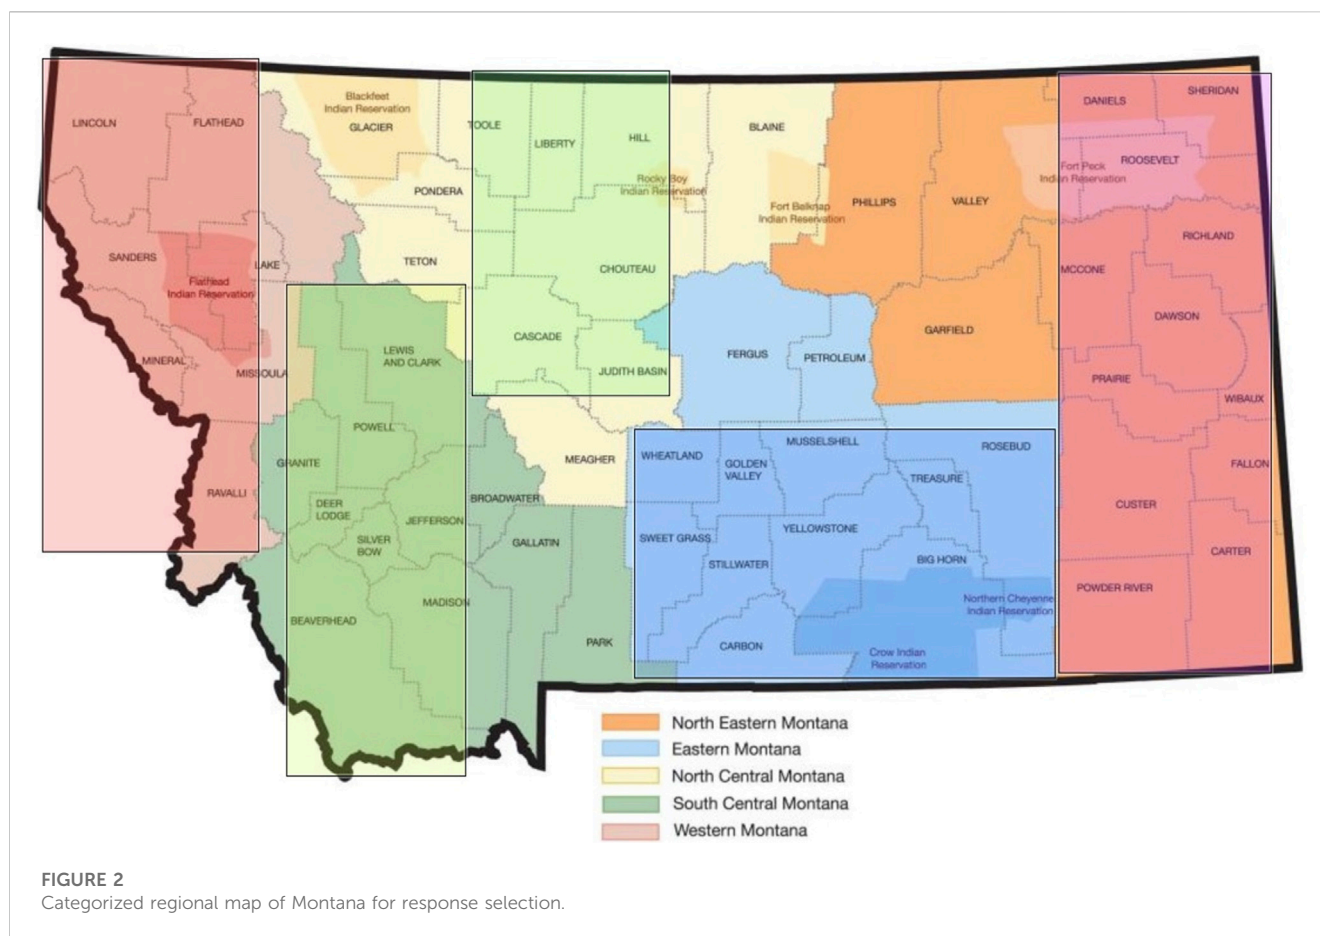 Blackfeet
Indian Reservation
GLACIER
LINCOLN
FLATHEAD
TOOLE
LIBERTY
HILL
BLAINE
DANIELS
SHERIDAN
ROOSEVELT
Fort Peck
Indian Reservation
PONDERA
Rocky Boy
Indian Reservation
Fort Belknap
Indian Reservation
PHILLIPS
VALLEY
RICHLAND
SANDERS
LAKE
Flathead
Indian Reservation
TETON
CHOUTEAU
MCCONE
DAWSON
CASCADE
GARFIELD
MINERAL
MISSOULA
LEWIS
AND CLARK
JUDITH BASIN
FERGUS
PETROLEUM
PRAIRIE
WIBAUX
POWELL
MEAGHER
WHEATLAND
GOLDEN
VALLEY
MUSSELSHELL
ROSEBUD
TREASURE
FALLON
GRANITE
RAVALLI
DEER
LODGE
BROADWATER
JEFFERSON
SILVER
BOW
GALLATIN
SWEET GRASS
YELLOWSTONE
CUSTER
STILLWATER
BIG HORN
CARTER
POWDER RIVER
MADISON
BEAVERHEAD
PARK
CARBON
Northern Cheyenne
Indian Reservation
Crow Indian
Reservation
North Eastern Montana
Eastern Montana
North Central Montana
South Central Montana
Western Montana
FIGURE 2
Categorized regional map of Montana for response selection.